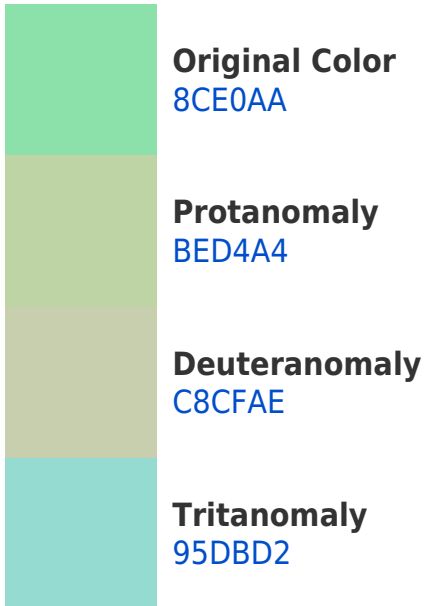 Original Color
8CE0AA
Protanomaly
BED4A4
Deuteranomaly
C8CFAE
Tritanomaly
95DBD2